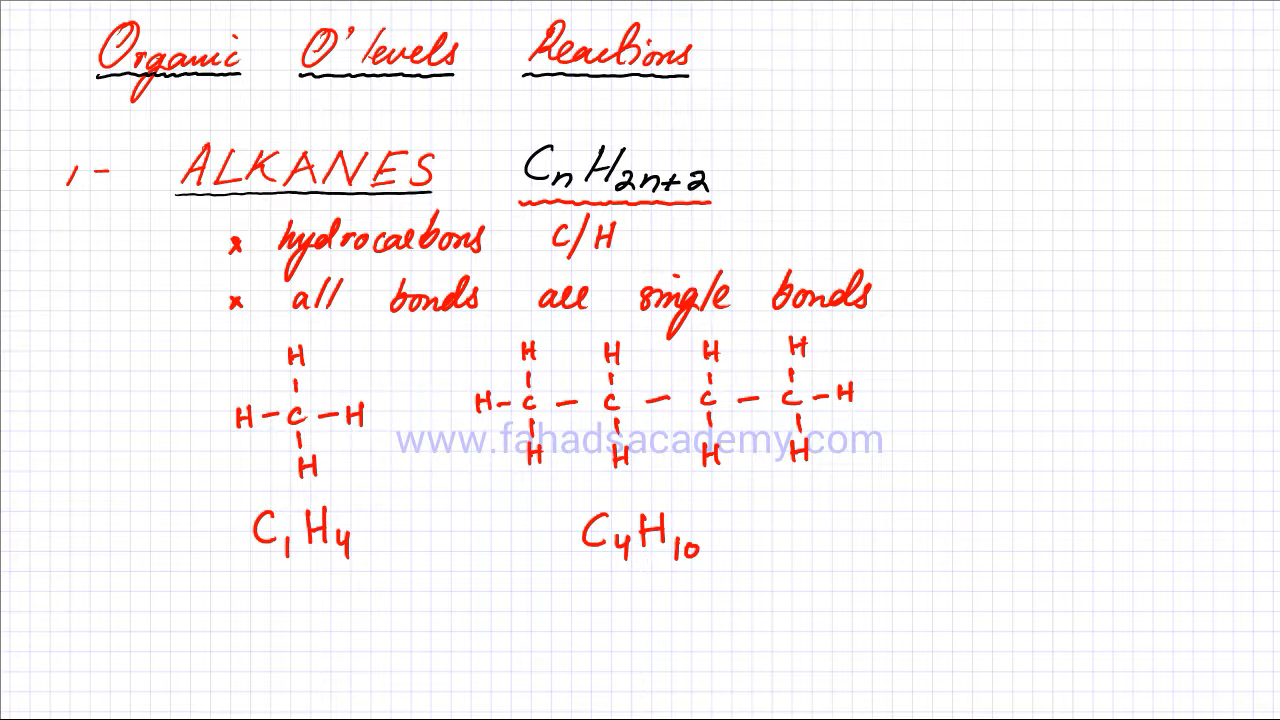 Organic O'levels Reactions
1- ALKANES CnH2n+2
* hydrocarbons C/H
* all bonds are single bonds
H H H H H
H-C-H H-C-C-C-C-H
www.fahadsacademy.com
H H H H H
C1H4 C4H10